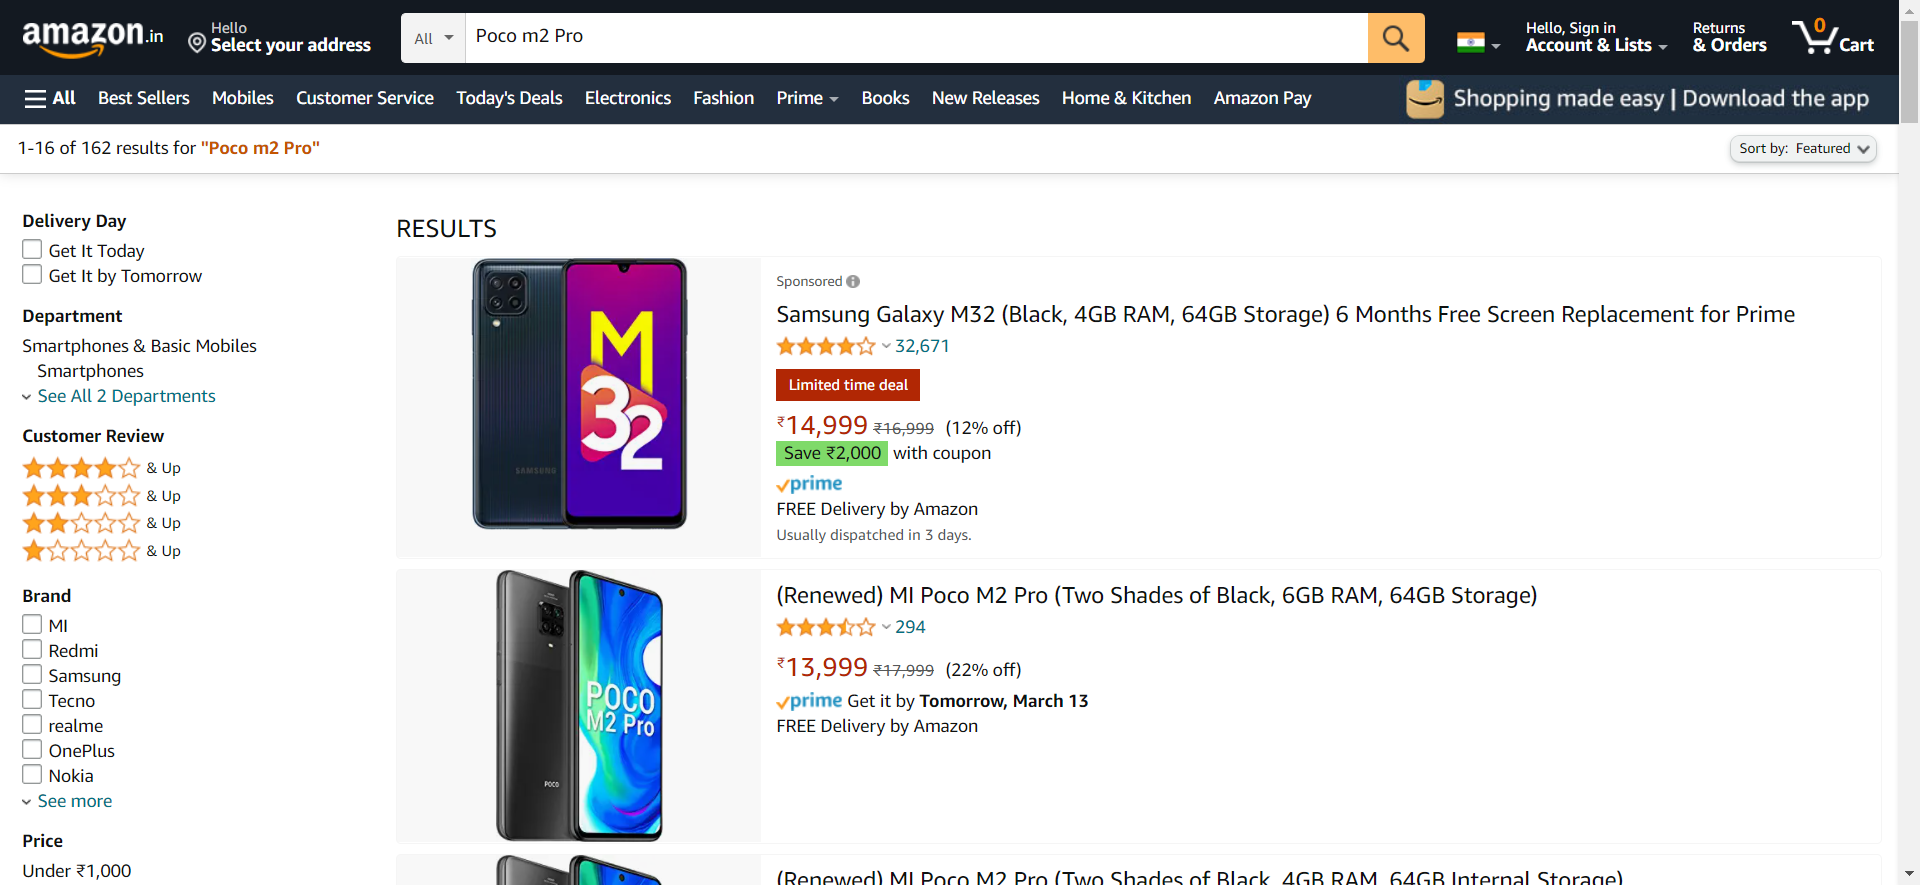 amazon.in
Hello
Select your address
All
Poco m2 Pro
Hello, Sign in
Account & Lists
Returns
& Orders
0
Cart
All
Best Sellers
Mobiles
Customer Service
Today's Deals
Electronics
Fashion
Prime
Books
New Releases
Home & Kitchen
Amazon Pay
Shopping made easy | Download the app
1-16 of 162 results for "Poco m2 Pro"
Sort by: Featured
Delivery Day
Get It Today
Get It by Tomorrow
Department
Smartphones & Basic Mobiles
Smartphones
See All 2 Departments
Customer Review
& Up
& Up
& Up
& Up
Brand
MI
Redmi
Samsung
Tecno
realme
OnePlus
Nokia
See more
Price
Under ₹1,000
RESULTS
M
32
SAMSUNG
Sponsored
Samsung Galaxy M32 (Black, 4GB RAM, 64GB Storage) 6 Months Free Screen Replacement for Prime
32,671
Limited time deal
₹14,999 ₹16,999 (12% off)
Save ₹2,000 with coupon
prime
FREE Delivery by Amazon
Usually dispatched in 3 days.
POCO
M2 Pro
POCO
(Renewed) MI Poco M2 Pro (Two Shades of Black, 6GB RAM, 64GB Storage)
294
₹13,999 ₹17,999 (22% off)
prime Get it by Tomorrow, March 13
FREE Delivery by Amazon
(Renewed) MI Poco M2 Pro (Two Shades of Black, 4GB RAM, 64GB Internal Storage)